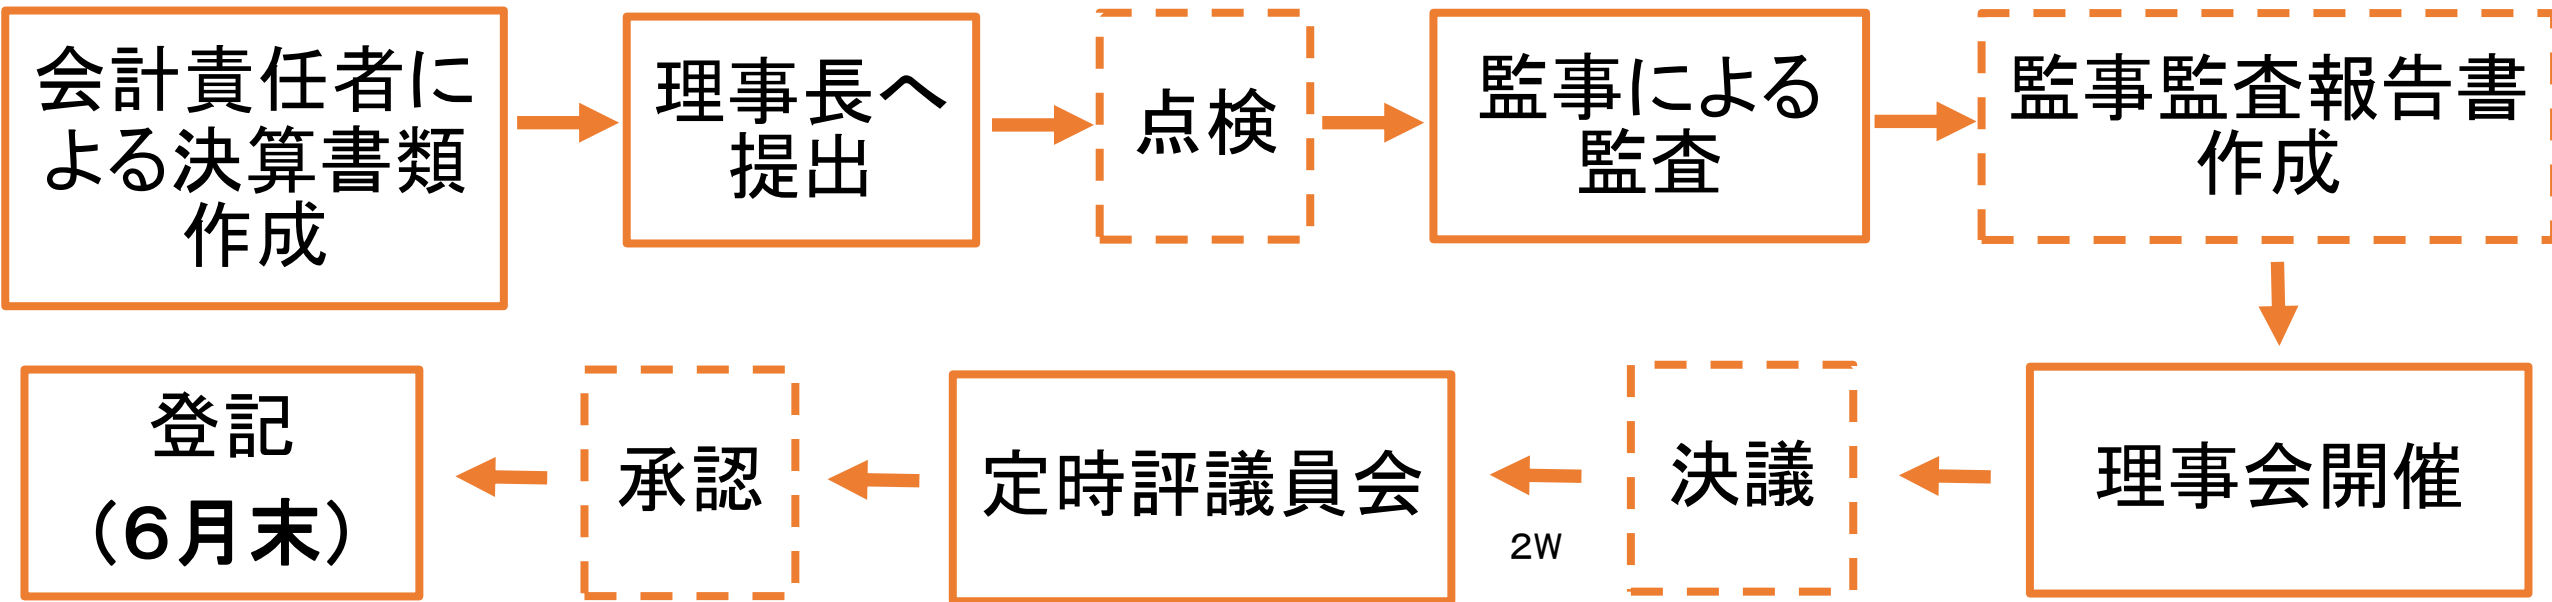 会計責任者に
よる決算書類
作成
理事長へ
提出
点検
監事による
監査
監事監査報告書
作成
理事会開催
決議
2W
定時評議員会
承認
登記
（６月末）